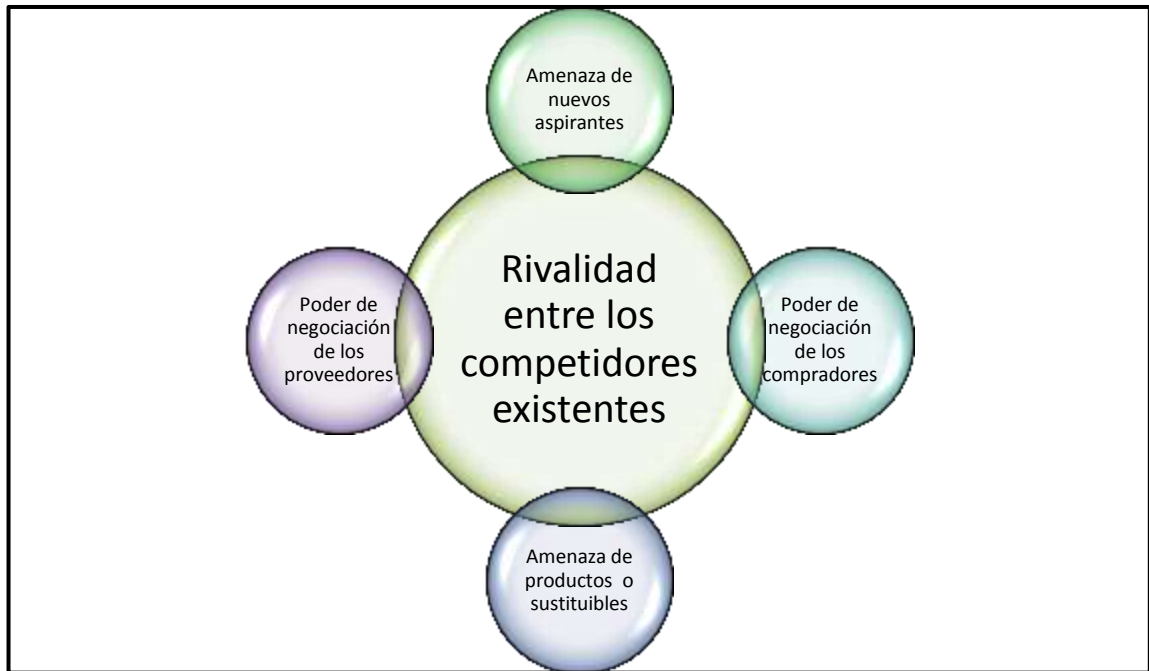 Amenaza de
nuevos
aspirantes
Rivalidad
entre los
competidores
existentes
Poder de
negociación
de los
proveedores
Poder de
negociación
de los
compradores
Amenaza de
productos o
sustituibles